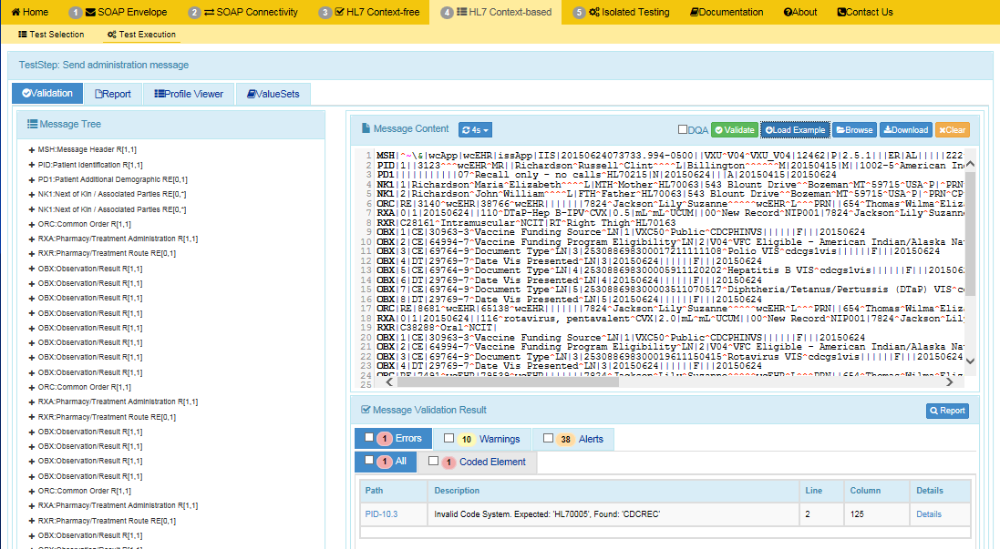 Home 1 SOAP Envelope 2 SOAP Connectivity 3 HL7 Context-free 4 HL7 Context-based 5 Isolated Testing Documentation About Contact Us
Test Selection Test Execution
TestStep: Send administration message
Validation Report Profile Viewer ValueSets
Message Tree
MSH:Message Header R[1,1]
PID:Patient Identification R[1,1]
PD1:Patient Additional Demographic RE[0,1]
NK1:Next of Kin / Associated Parties RE[0,*]
NK1:Next of Kin / Associated Parties RE[0,*]
ORC:Common Order R[1,1]
RXA:Pharmacy/Treatment Administration R[1,1]
RXR:Pharmacy/Treatment Route RE[0,1]
OBX:Observation/Result R[1,1]
OBX:Observation/Result R[1,1]
OBX:Observation/Result R[1,1]
OBX:Observation/Result R[1,1]
OBX:Observation/Result R[1,1]
OBX:Observation/Result R[1,1]
OBX:Observation/Result R[1,1]
OBX:Observation/Result R[1,1]
ORC:Common Order R[1,1]
RXA:Pharmacy/Treatment Administration R[1,1]
RXR:Pharmacy/Treatment Route RE[0,1]
OBX:Observation/Result R[1,1]
OBX:Observation/Result R[1,1]
OBX:Observation/Result R[1,1]
OBX:Observation/Result R[1,1]
ORC:Common Order R[1,1]
RXA:Pharmacy/Treatment Administration R[1,1]
RXR:Pharmacy/Treatment Route RE[0,1]
OBX:Observation/Result R[1,1]
OBX:Observation/Result R[1,1]
Message Content 4s DQA Validate Load Example Browse Download Clear
1 MSH|^~\&|wcApp|wcEHR|issApp|IIS|20150624073733.994-0500||VXU^V04^VXU_V04|12462|P|2.5.1|||ER|AL|||||Z22
2 PID|1||3123^^^wcEHR^MR||Richardson^Russell^Clint^^^^L|Billington^^^^^^M|20150415|M||1002-5^American In
3 PD1|||||||||||07^Recall only - no calls^HL70215|N|20150624|||A|20150415|20150624
4 NK1|1|Richardson^Maria^Elizabeth^^^^L|MTH^Mother^HL70063|543 Blount Drive^^Bozeman^MT^59715^USA^P|^PRN
5 NK1|2|Richardson^John^William^^^^L|FTH^Father^HL70063|543 Blount Drive^^Bozeman^MT^59715^USA^P|^PRN^CP
6 ORC|RE|3140^wcEHR|38766^wcEHR|||||||7824^Jackson^Lily^Suzanne^^^^^wcEHR^L^^^PRN||654^Thomas^Wilma^Eliz
7 RXA|0|1|20150624||110^DTaP-Hep B-IPV^CVX|0.5|mL^mL^UCUM||00^New Record^NIP001|7824^Jackson^Lily^Suzann
8 RXR|C28161^Intramuscular^NCIT|RT^Right Thigh^HL70163
9 OBX|1|CE|30963-3^Vaccine Funding Source^LN|1|VXC50^Public^CDCPHINVS||||||F|||20150624
10 OBX|2|CE|64994-7^Vaccine Funding Program Eligibility^LN|2|V04^VFC Eligible - American Indian/Alaska Na
11 OBX|3|CE|69764-9^Document Type^LN|3|253088698300017211111108^Polio VIS^cdcgs1vis||||||F|||20150624
12 OBX|4|DT|29769-7^Date Vis Presented^LN|3|20150624||||||F|||20150624
13 OBX|5|CE|69764-9^Document Type^LN|4|253088698300005911120202^Hepatitis B VIS^cdcgs1vis||||||F|||201506
14 OBX|6|DT|29769-7^Date Vis Presented^LN|4|20150624||||||F|||20150624
15 OBX|7|CE|69764-9^Document Type^LN|5|253088698300003511070517^Diphtheria/Tetanus/Pertussis (DTaP) VIS^c
16 OBX|8|DT|29769-7^Date Vis Presented^LN|5|20150624||||||F|||20150624
17 ORC|RE|8681^wcEHR|65138^wcEHR|||||||7824^Jackson^Lily^Suzanne^^^^^wcEHR^L^^^PRN||654^Thomas^Wilma^Eliz
18 RXA|0|1|20150624||116^rotavirus, pentavalent^CVX|2.0|mL^mL^UCUM||00^New Record^NIP001|7824^Jackson^Lil
19 RXR|C38288^Oral^NCIT|
20 OBX|1|CE|30963-3^Vaccine Funding Source^LN|1|VXC50^Public^CDCPHINVS||||||F|||20150624
21 OBX|2|CE|64994-7^Vaccine Funding Program Eligibility^LN|2|V04^VFC Eligible - American Indian/Alaska Na
22 OBX|3|CE|69764-9^Document Type^LN|3|253088698300019611150415^Rotavirus VIS^cdcgs1vis||||||F|||20150624
23 OBX|4|DT|29769-7^Date Vis Presented^LN|3|20150624||||||F|||20150624
24
25
Message Validation Result Report
1 Errors 10 Warnings 38 Alerts
1 All 1 Coded Element
Path Description Line Column Details
PID-10.3 Invalid Code System. Expected: 'HL70005', Found: 'CDCREC' 2 125 Details